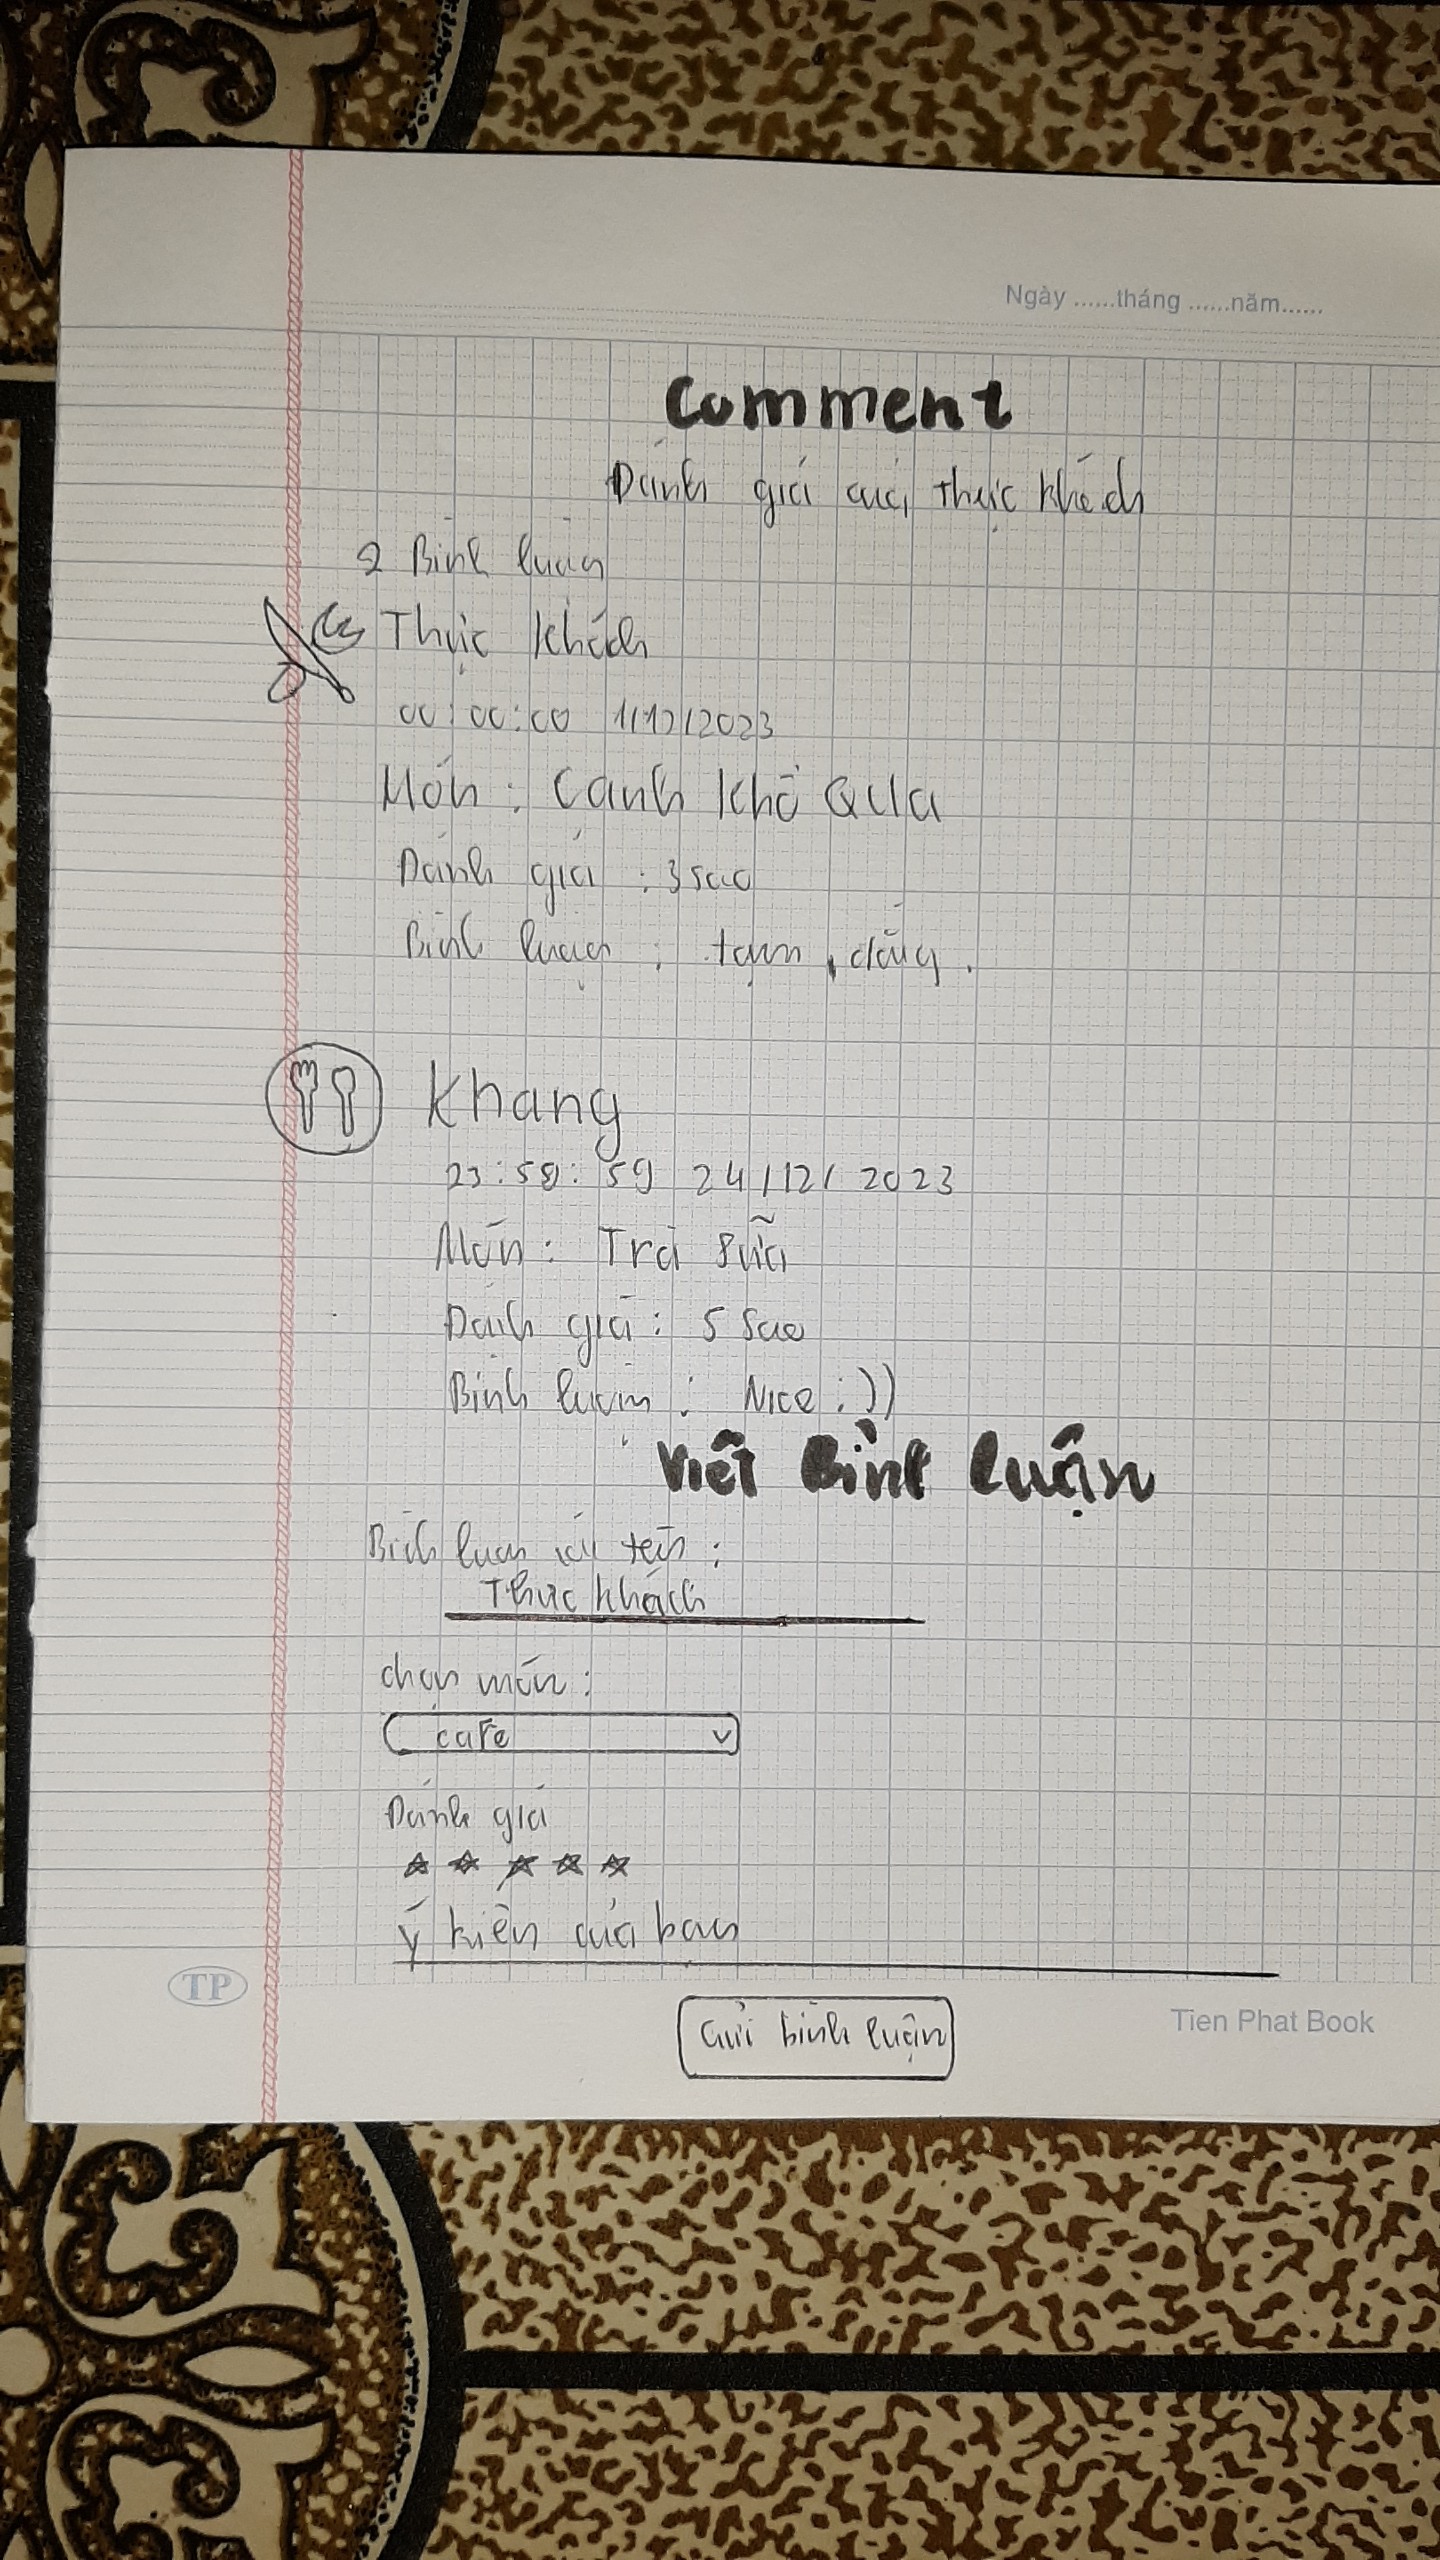 Ngày ......tháng ......năm......
Comment
Đánh giá của Thực khách
2 Bình luận
Thực khách
00:00:00 1/12/2023
Món: Canh Khổ Qua
Đánh giá: 3 sao
Bình luận: tạm, đắng.
Khang
23:59:59 24/12/2023
Món: Trà Sữa
Đánh giá: 5 Sao
Bình luận: Nice :))
Viết Bình luận
Bình luận với tên:
Thực khách
chọn món:
cafe
Đánh giá
Ý kiến của bạn
TP
Tien Phat Book
Gửi bình luận